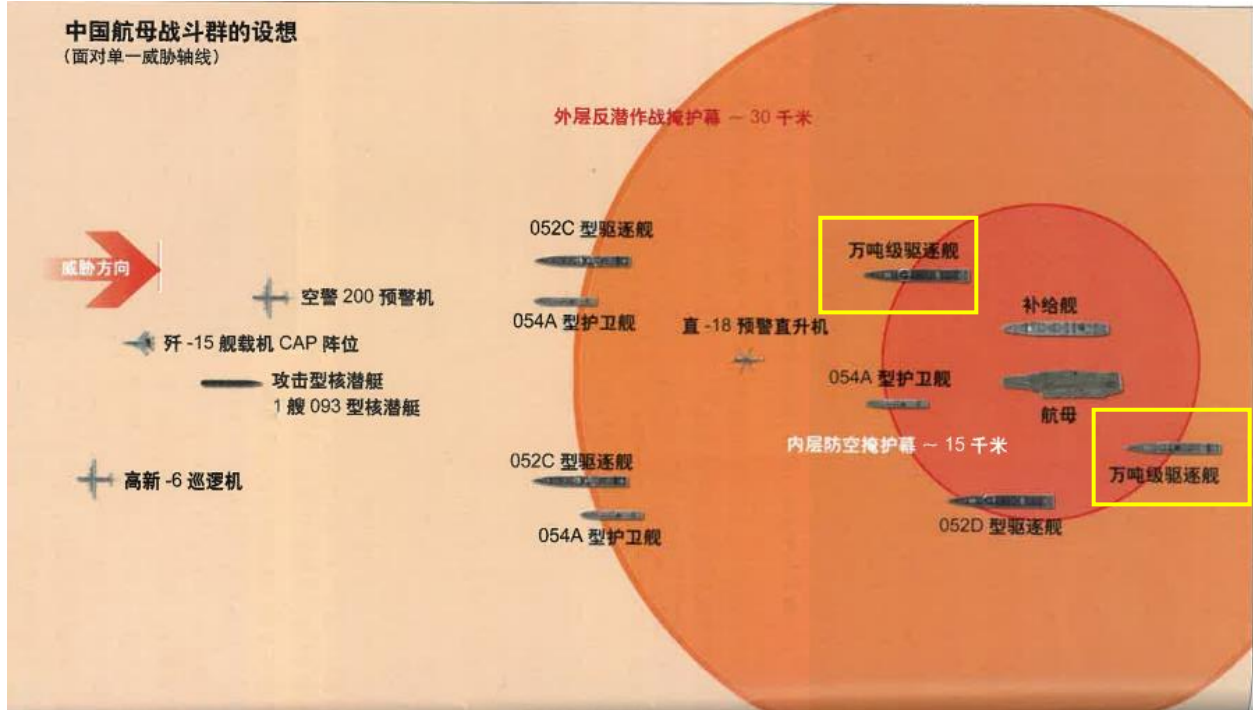 中国航母战斗群的设想
(面对单一威胁轴线)
外层反潜作战掩护幕 ~ 30 千米
052C 型驱逐舰
万吨级驱逐舰
威胁方向
空警 200 预警机
补给舰
054A 型护卫舰
直 -18 预警直升机
歼 -15 舰载机 CAP 阵位
攻击型核潜艇
1 艘 093 型核潜艇
054A 型护卫舰
航母
内层防空掩护幕 ~ 15 千米
052C 型驱逐舰
高新 -6 巡逻机
万吨级驱逐舰
052D 型驱逐舰
054A 型护卫舰